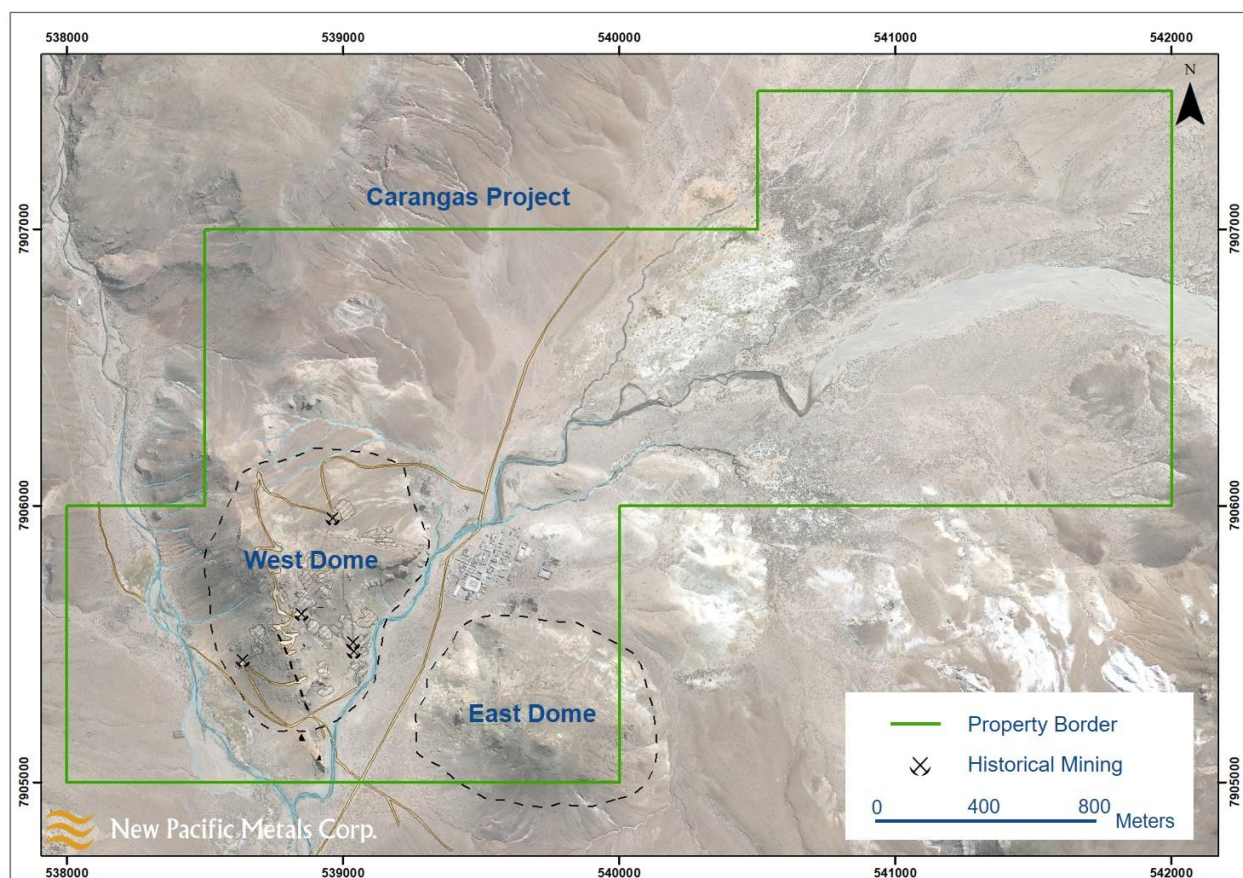 538000 539000 540000 541000 542000
N
Carangas Project
7907000 7907000
7906000 7906000
West Dome
East Dome
Property Border
Historical Mining
0 400 800
Meters
7905000 7905000
New Pacific Metals Corp.
538000 539000 540000 541000 542000